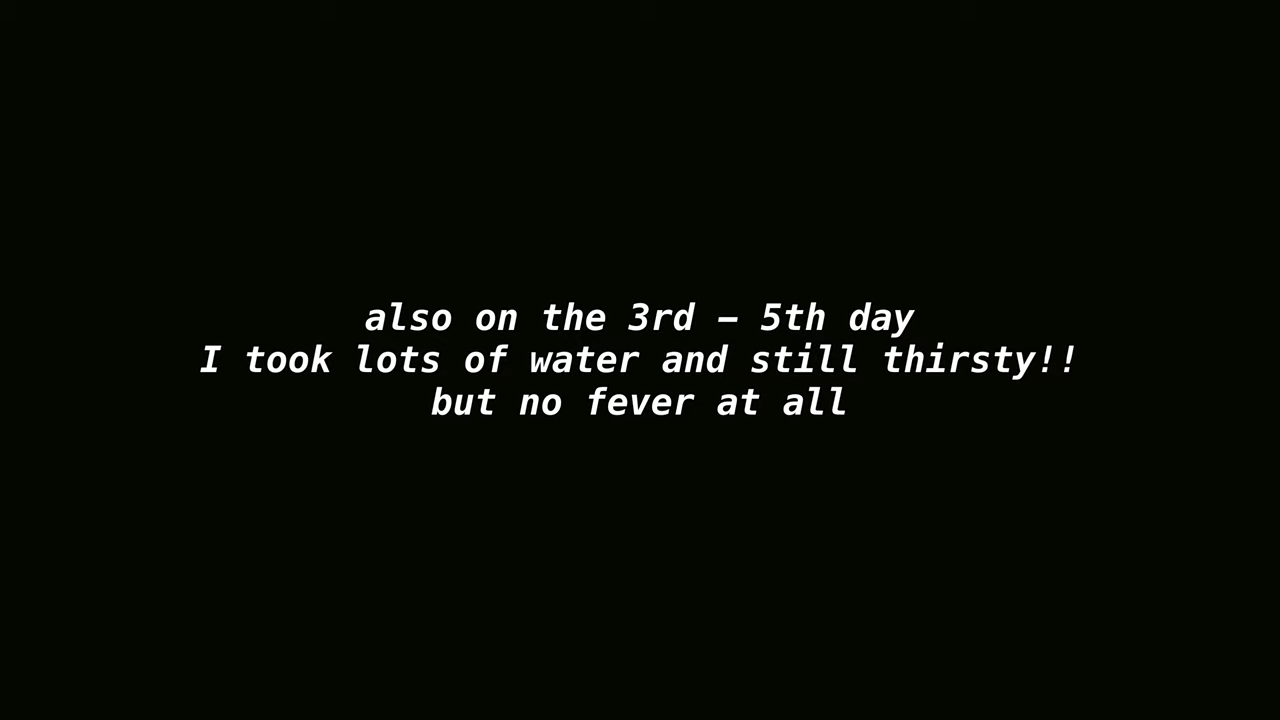 also on the 3rd – 5th day
I took lots of water and still thirsty!!
but no fever at all